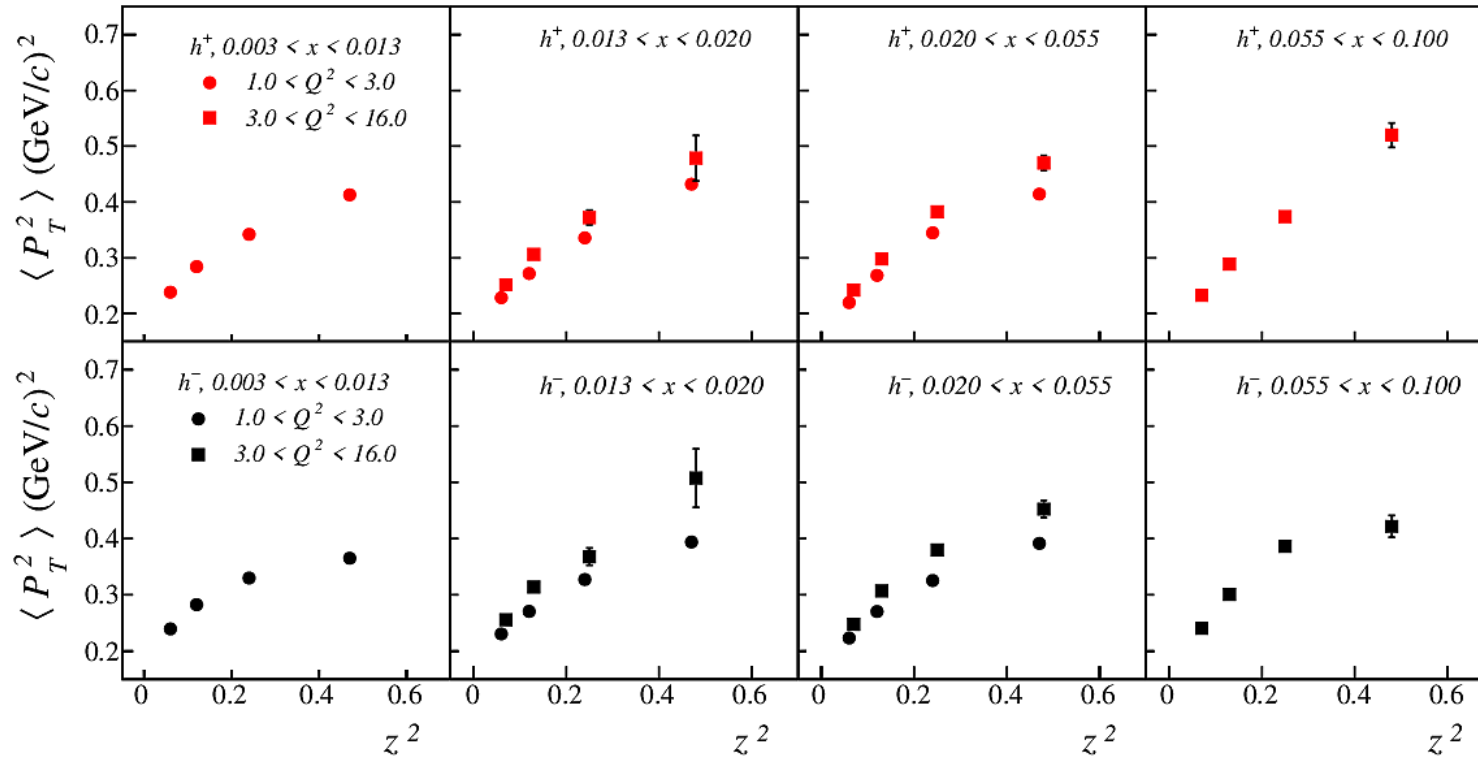 ⟨ P_T^2 ⟩ (GeV/c)^2
0.7
0.6
0.5
0.4
0.3
0.2
h^+, 0.003 < x < 0.013
1.0 < Q^2 < 3.0
3.0 < Q^2 < 16.0
h^+, 0.013 < x < 0.020
h^+, 0.020 < x < 0.055
h^+, 0.055 < x < 0.100
⟨ P_T^2 ⟩ (GeV/c)^2
0.7
0.6
0.5
0.4
0.3
0.2
h^−, 0.003 < x < 0.013
1.0 < Q^2 < 3.0
3.0 < Q^2 < 16.0
h^−, 0.013 < x < 0.020
h^−, 0.020 < x < 0.055
h^−, 0.055 < x < 0.100
0 0.2 0.4 0.6 0 0.2 0.4 0.6 0 0.2 0.4 0.6 0 0.2 0.4 0.6
z^2 z^2 z^2 z^2